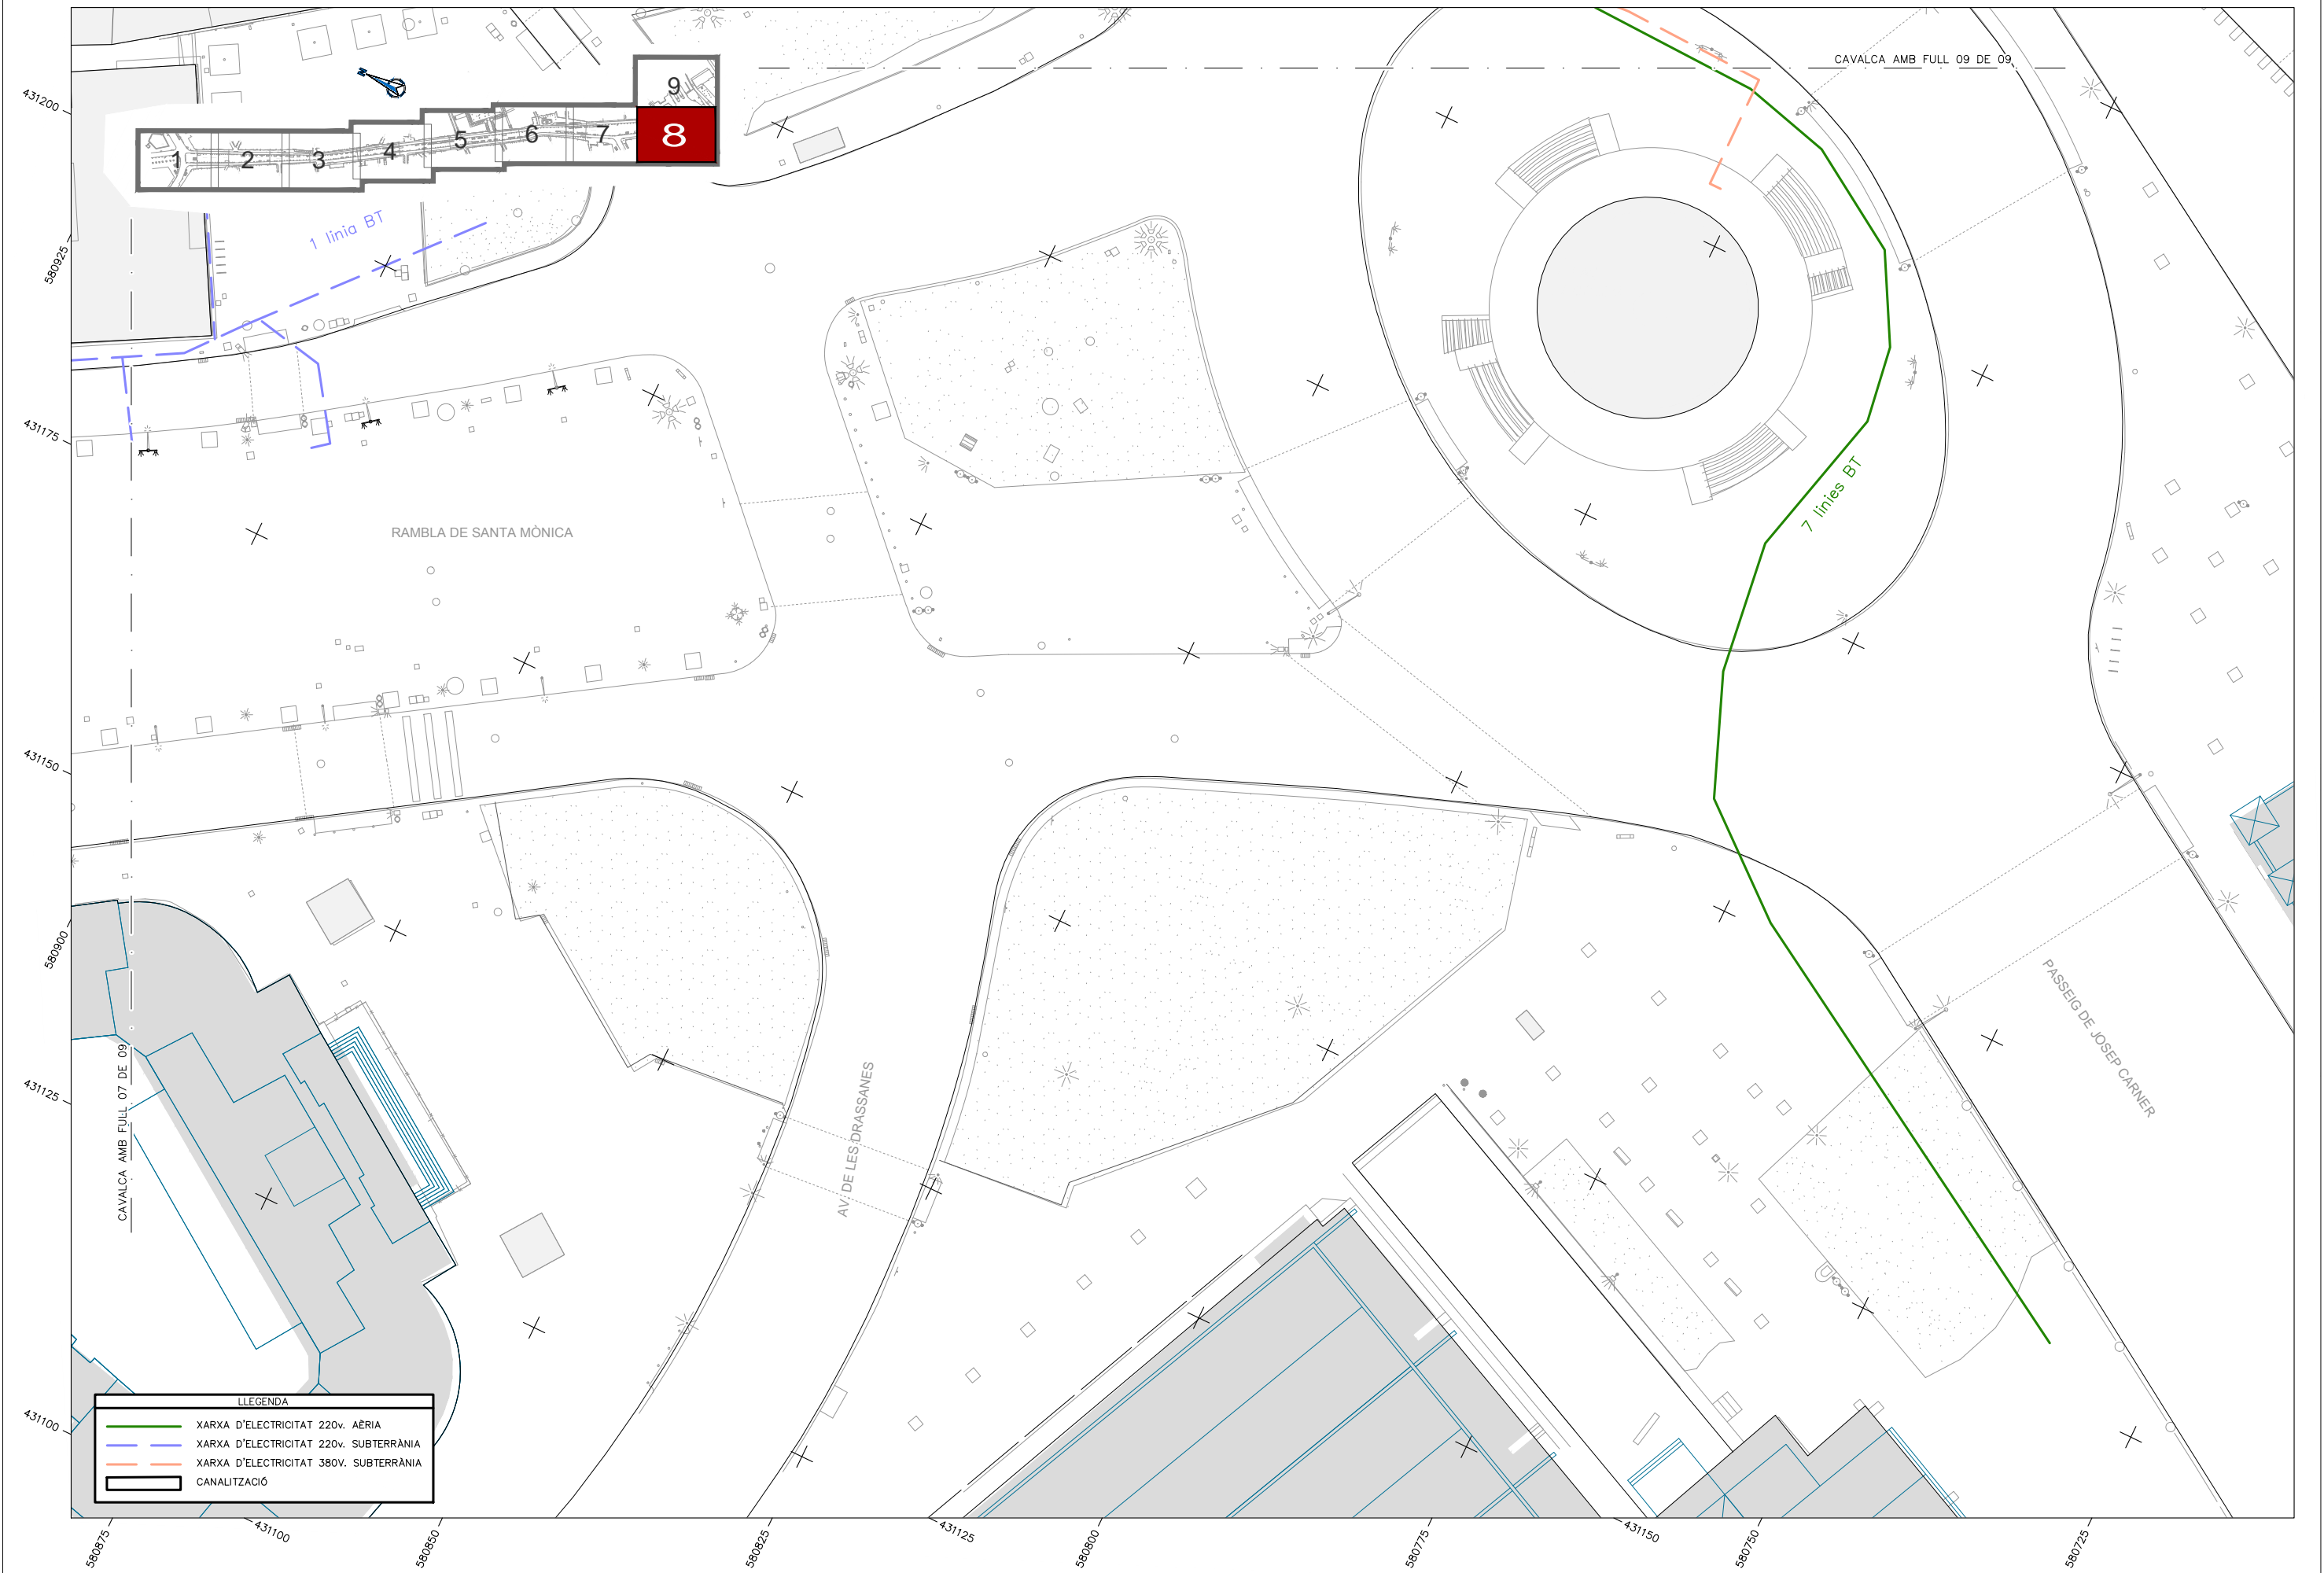 CAVALCA AMB FULL 09 DE 09
431200
9
1
2
3
4
5
6
7
8
1 línia BT
580925
431175
7 línies BT
RAMBLA DE SANTA MÒNICA
431150
580900
PASSEIG DE JOSEP CARNER
AV. DE LES DRASSANES
CAVALCA AMB FULL 07 DE 09
431125
431100
LLEGENDA
XARXA D'ELECTRICITAT 220v. AÈRIA
XARXA D'ELECTRICITAT 220v. SUBTERRÀNIA
XARXA D'ELECTRICITAT 380V. SUBTERRÀNIA
CANALITZACIÓ
580875
431100
580850
580825
431125
580800
580775
431150
580750
580725